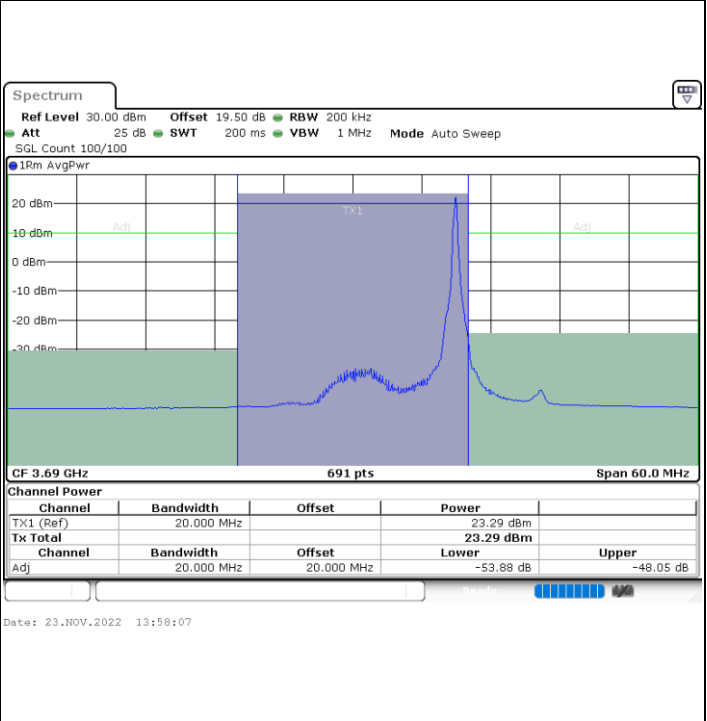 Spectrum
Ref Level 30.00 dBm Offset 19.50 dB RBW 200 kHz
Att 25 dB SWT 200 ms VBW 1 MHz Mode Auto Sweep
SGL Count 100/100
1Rm AvgPwr
20 dBm
TX1
Adj Adj
10 dBm
0 dBm
-10 dBm
-20 dBm
-30 dBm
CF 3.69 GHz 691 pts Span 60.0 MHz
Channel Power
Channel Bandwidth Offset Power
TX1 (Ref) 20.000 MHz 23.29 dBm
Tx Total 23.29 dBm
Channel Bandwidth Offset Lower Upper
Adj 20.000 MHz 20.000 MHz -53.88 dB -48.05 dB
Ready
Date: 23.NOV.2022 13:58:07